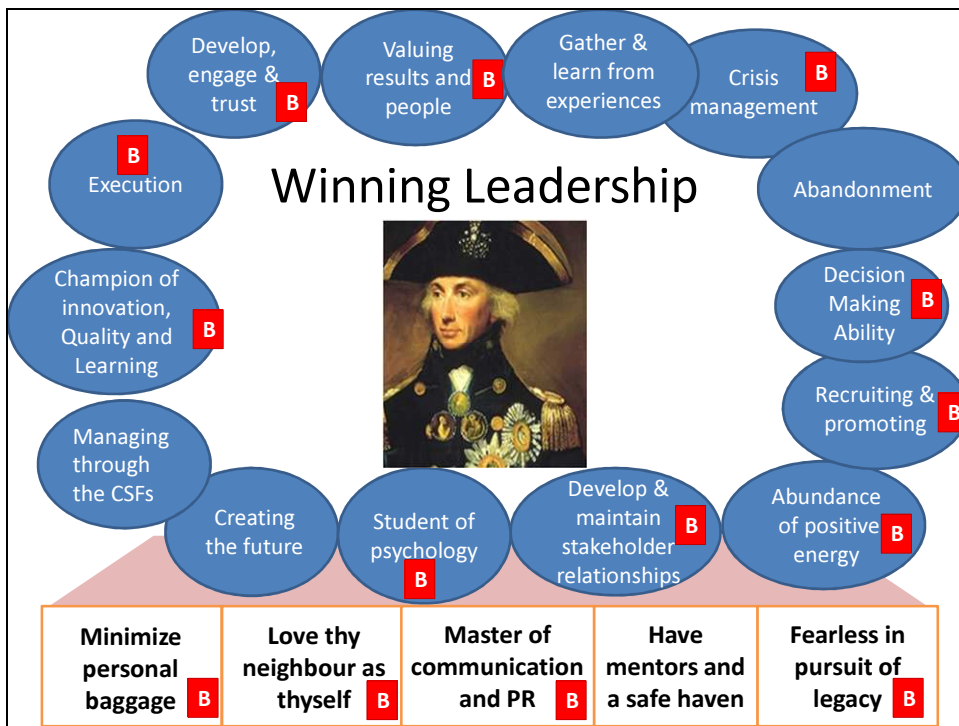 Winning Leadership
Develop,
engage &
trust
B
Valuing
results and
people
B
Gather &
learn from
experiences
Crisis
management
B
Abandonment
Decision
Making
Ability
B
Recruiting &
promoting
B
Abundance
of positive
energy
B
Develop &
maintain
stakeholder
relationships
B
Student of
psychology
B
Creating
the future
Managing
through
the CSFs
Champion of
innovation,
Quality and
Learning
B
Execution
B
Minimize
personal
baggage
B
Love thy
neighbour as
thyself
B
Master of
communication
and PR
B
Have
mentors and
a safe haven
Fearless in
pursuit of
legacy
B